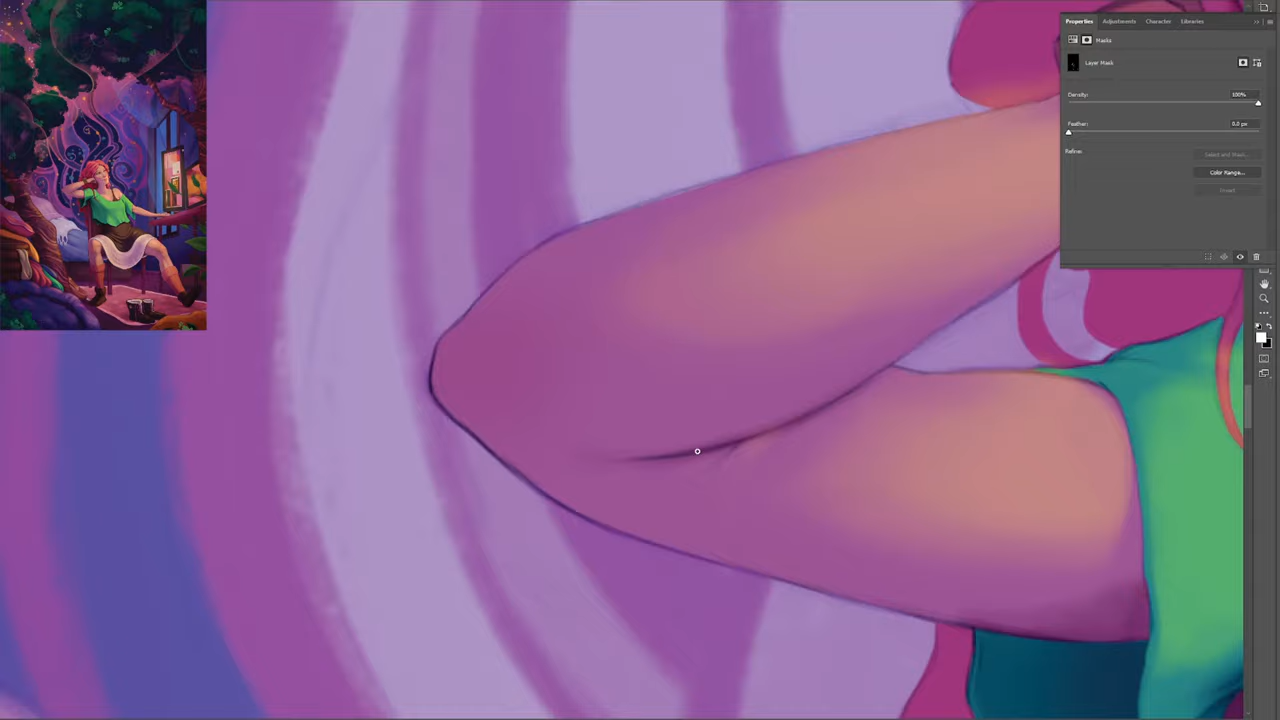 Properties Adjustments Character Libraries
Masks
Layer Mask
Density: 100%
Feather: 0.0 px
Refine:
Select and Mask...
Color Range...
Invert